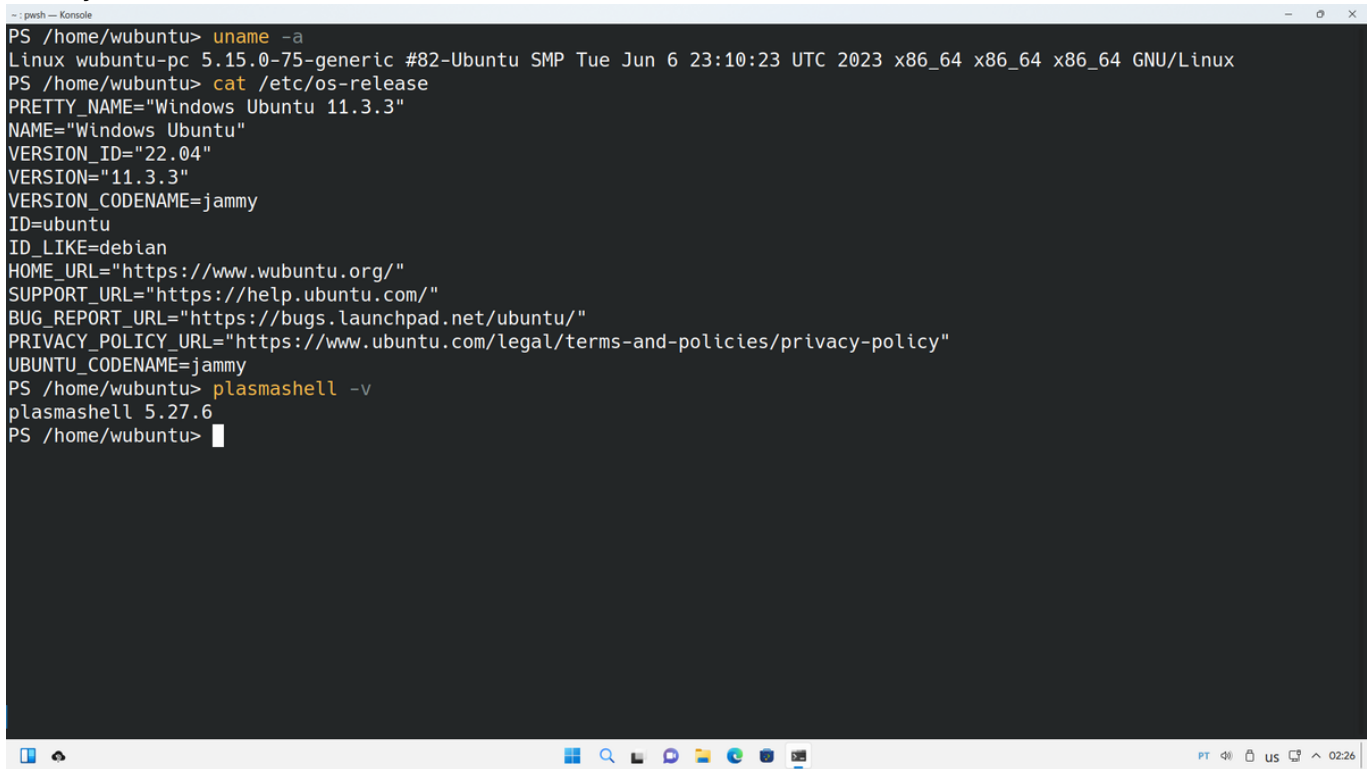 ~ : pwsh — Konsole
PS /home/wubuntu> uname -a
Linux wubuntu-pc 5.15.0-75-generic #82-Ubuntu SMP Tue Jun 6 23:10:23 UTC 2023 x86_64 x86_64 x86_64 GNU/Linux
PS /home/wubuntu> cat /etc/os-release
PRETTY_NAME="Windows Ubuntu 11.3.3"
NAME="Windows Ubuntu"
VERSION_ID="22.04"
VERSION="11.3.3"
VERSION_CODENAME=jammy
ID=ubuntu
ID_LIKE=debian
HOME_URL="https://www.wubuntu.org/"
SUPPORT_URL="https://help.ubuntu.com/"
BUG_REPORT_URL="https://bugs.launchpad.net/ubuntu/"
PRIVACY_POLICY_URL="https://www.ubuntu.com/legal/terms-and-policies/privacy-policy"
UBUNTU_CODENAME=jammy
PS /home/wubuntu> plasmashell -v
plasmashell 5.27.6
PS /home/wubuntu>
PT US 02:26